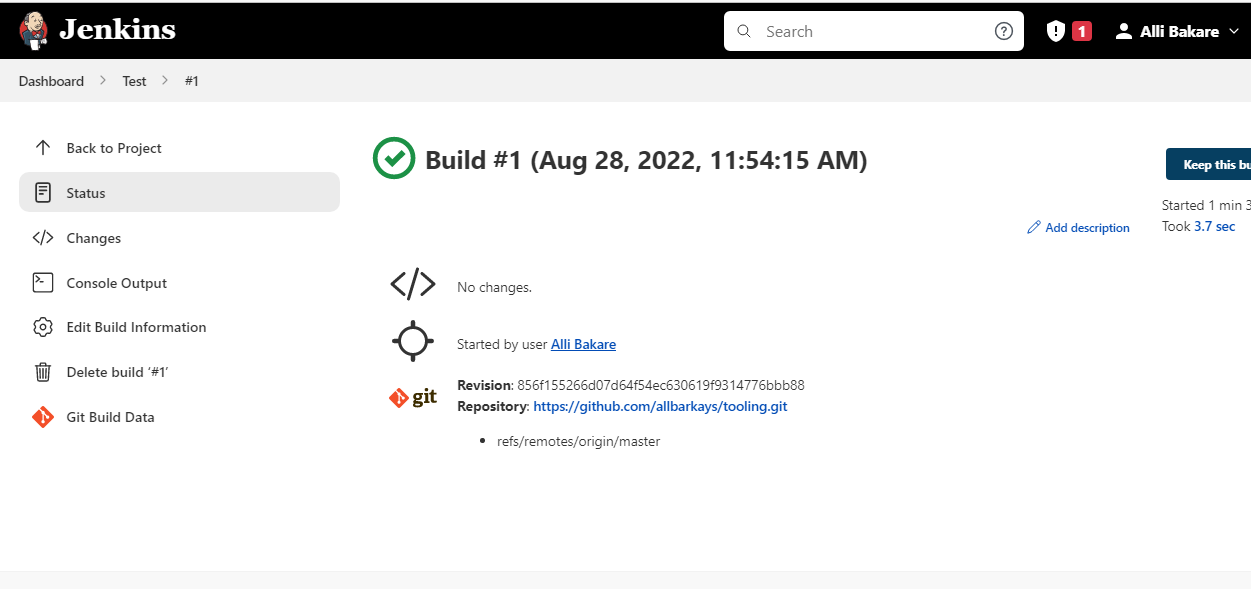 Jenkins
Search
1
Alli Bakare
Dashboard > Test > #1
Back to Project
Status
Changes
Console Output
Edit Build Information
Delete build ‘#1’
Git Build Data
Build #1 (Aug 28, 2022, 11:54:15 AM)
Keep this bu
Started 1 min 3
Took 3.7 sec
Add description
No changes.
Started by user Alli Bakare
git
Revision: 856f155266d07d64f54ec630619f9314776bbb88
Repository: https://github.com/allbarkays/tooling.git
• refs/remotes/origin/master